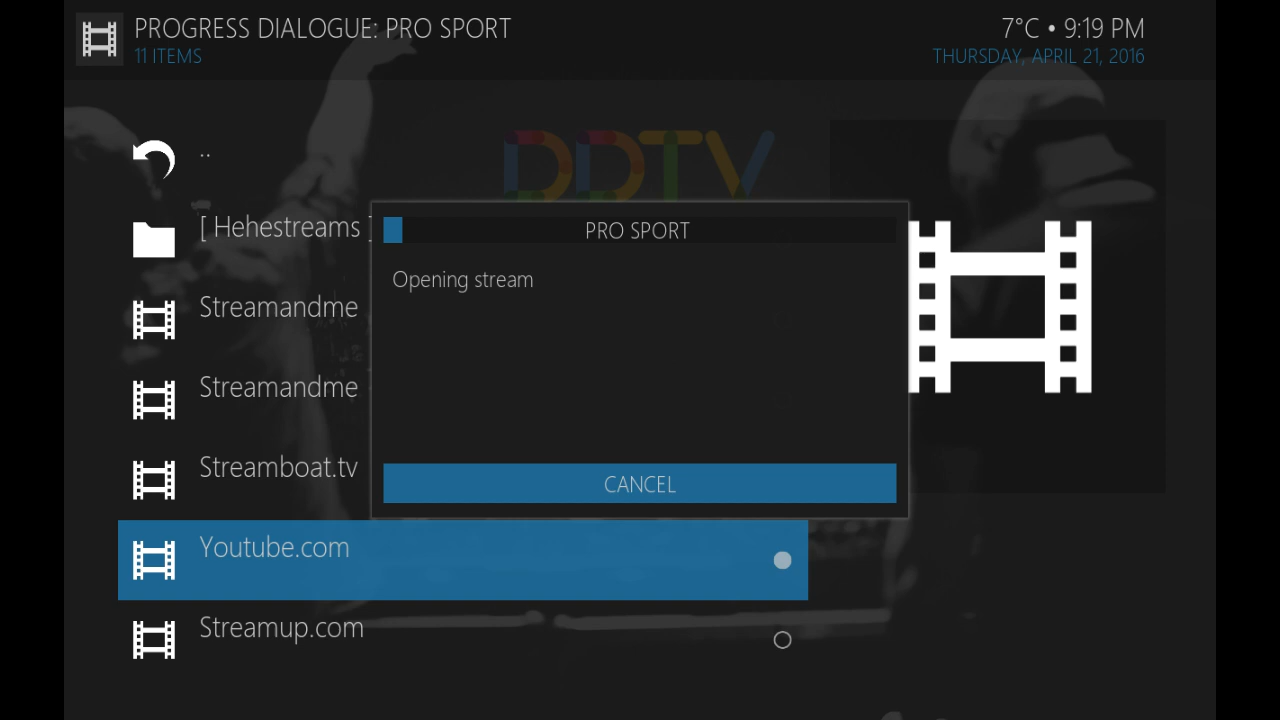 PROGRESS DIALOGUE: PRO SPORT
11 ITEMS
7°C • 9:19 PM
THURSDAY, APRIL 21, 2016
..
DDTV
[ Hehestreams ]
Streamandme
Streamandme
Streamboat.tv
Youtube.com
Streamup.com
PRO SPORT
Opening stream
CANCEL